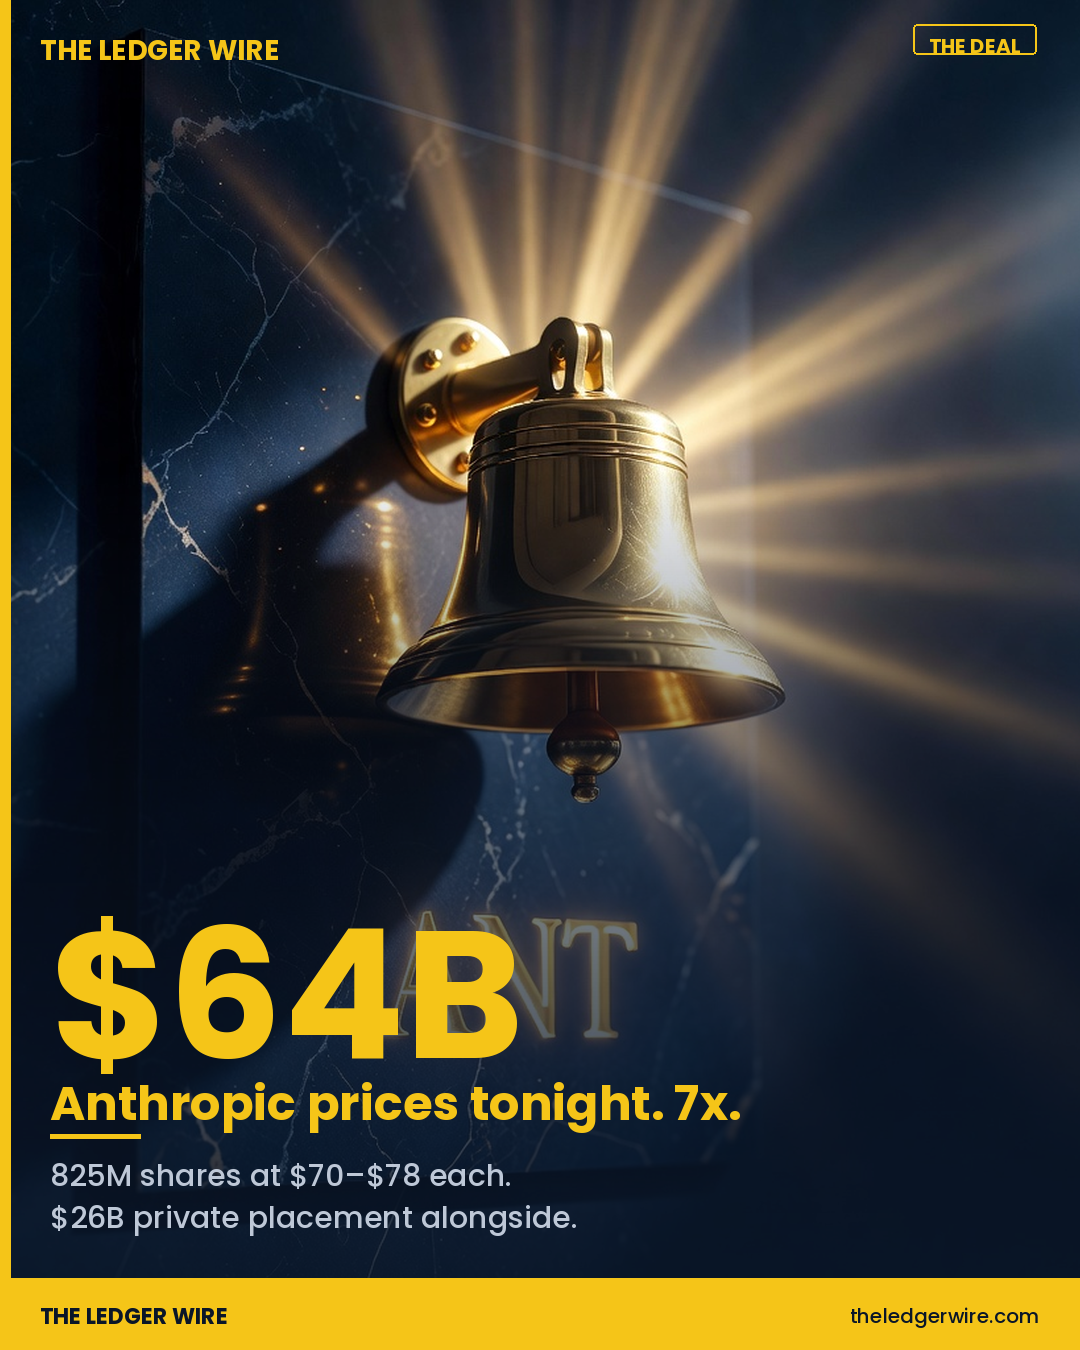 THE LEDGER WIRE
THE DEAL
ANT
$64B
Anthropic prices tonight. 7x.
825M shares at $70–$78 each.
$26B private placement alongside.
THE LEDGER WIRE
theledgerwire.com